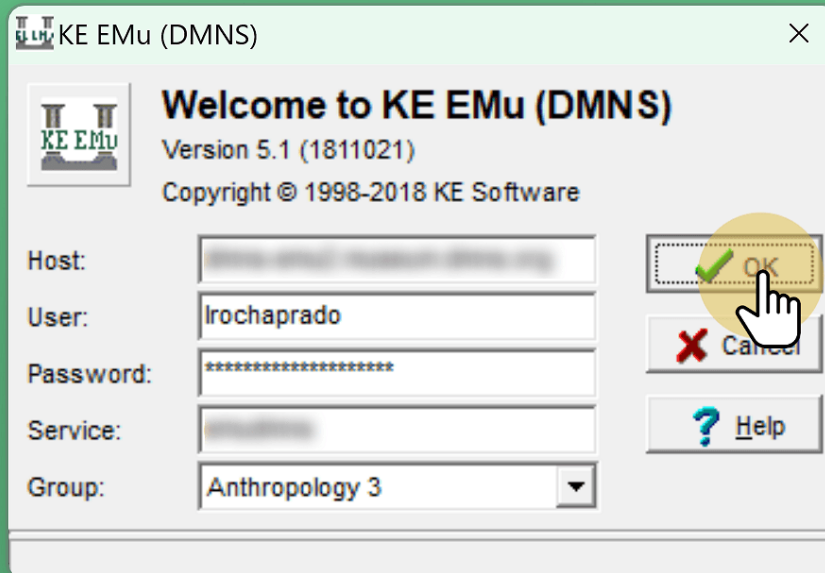 KE EMu (DMNS)
KE EMu
Welcome to KE EMu (DMNS)
Version 5.1 (1811021)
Copyright © 1998-2018 KE Software
Host:
OK
User: lrochaprado
Cancel
Password: ********************
Service:
Help
Group: Anthropology 3